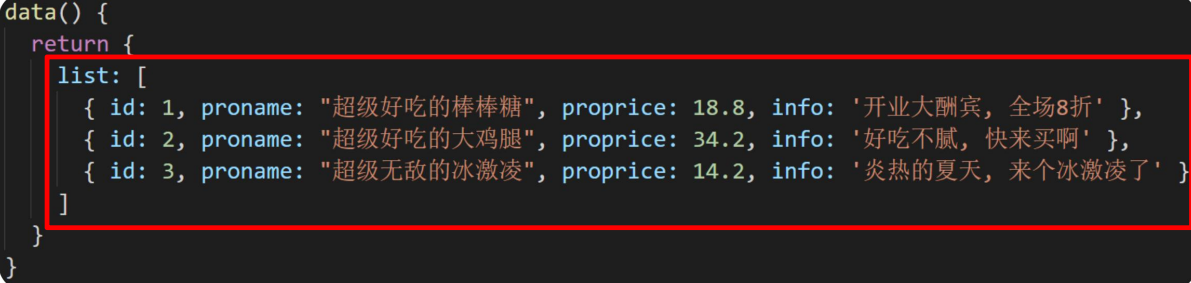 data() {
return {
list: [
{ id: 1, proname: "超级好吃的棒棒糖", proprice: 18.8, info: '开业大酬宾, 全场8折' },
{ id: 2, proname: "超级好吃的大鸡腿", proprice: 34.2, info: '好吃不腻, 快来买啊' },
{ id: 3, proname: "超级无敌的冰激凌", proprice: 14.2, info: '炎热的夏天, 来个冰激凌了' }
]
}
}